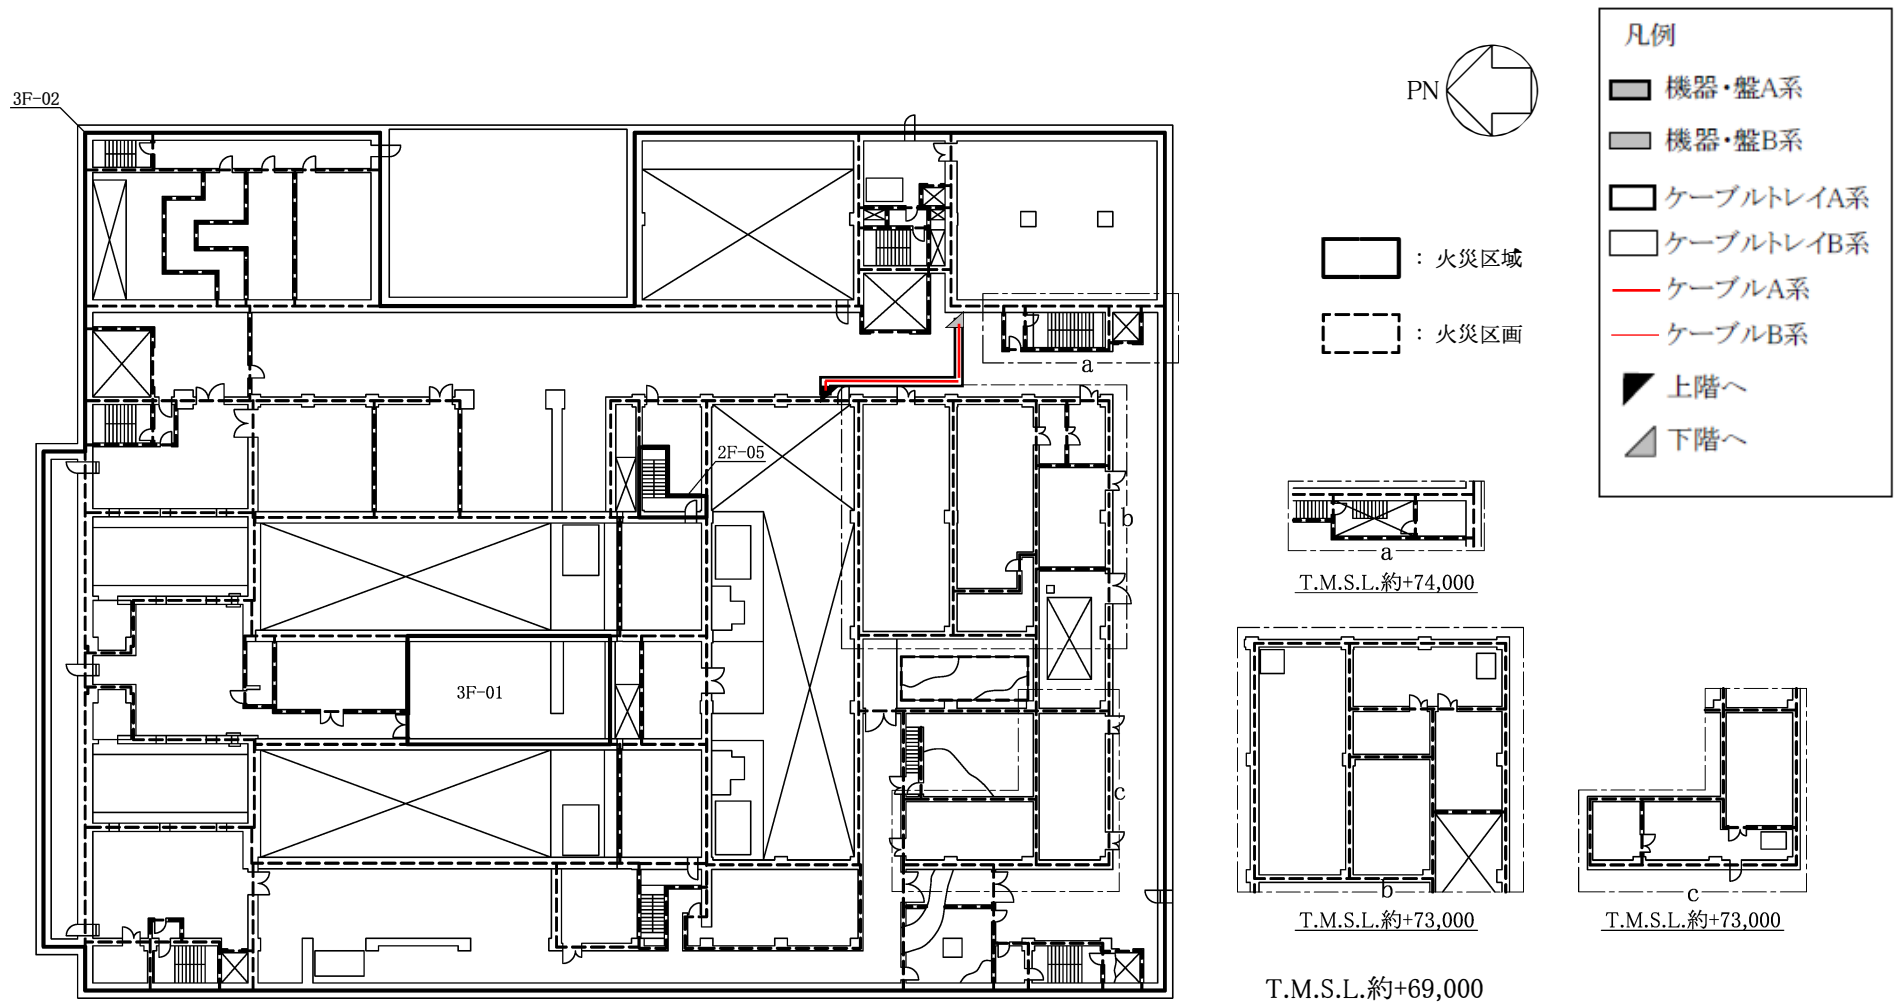 3F-02
2F-05
3F-01
a
b
c
PN
: 火災区域
: 火災区画
凡例
機器・盤A系
機器・盤B系
ケーブルトレイA系
ケーブルトレイB系
ケーブルA系
ケーブルB系
上階へ
下階へ
a
T.M.S.L.約+74,000
b
T.M.S.L.約+73,000
c
T.M.S.L.約+73,000
T.M.S.L.約+69,000